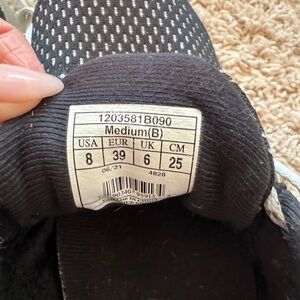 1203581B090
Medium(B)
USA EUR UK CM
8 39 6 25
06/21 4828